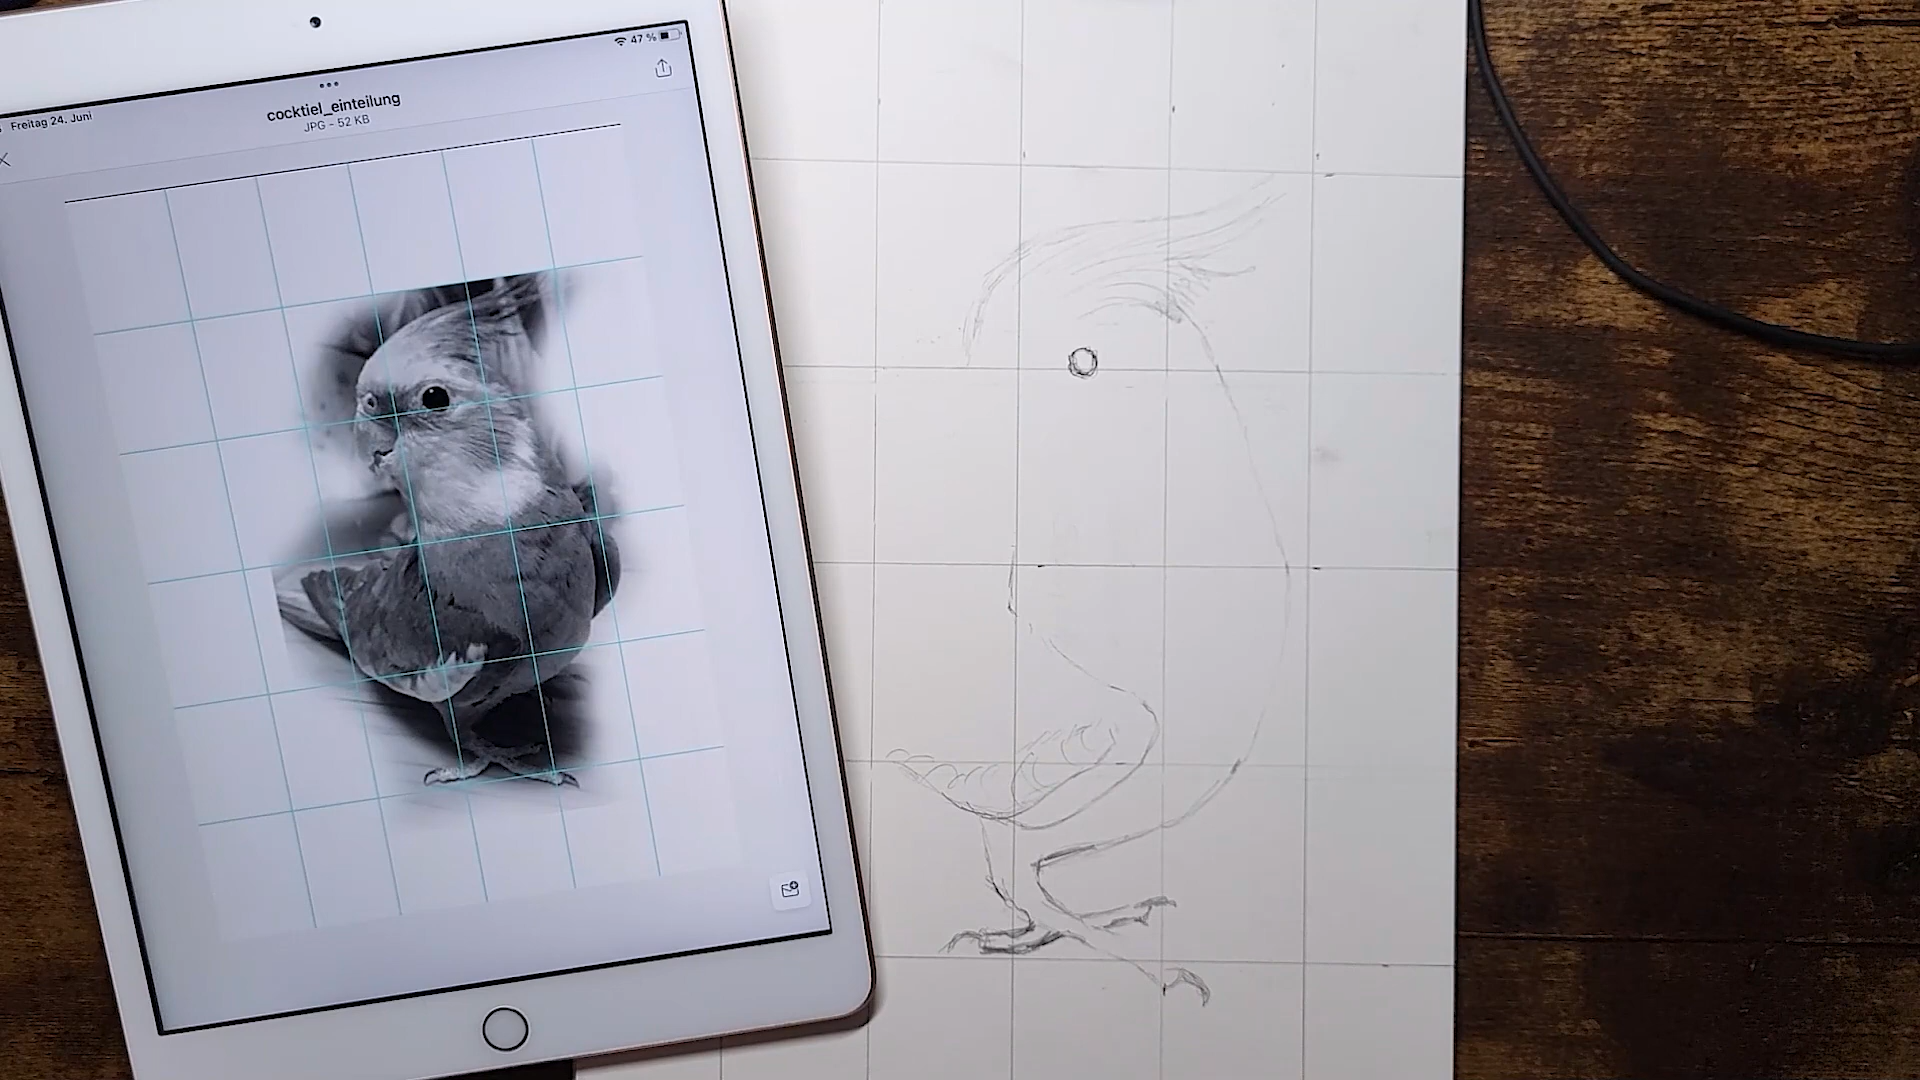 47 %
Freitag 24. Juni
cocktiel_einteilung
JPG – 52 KB